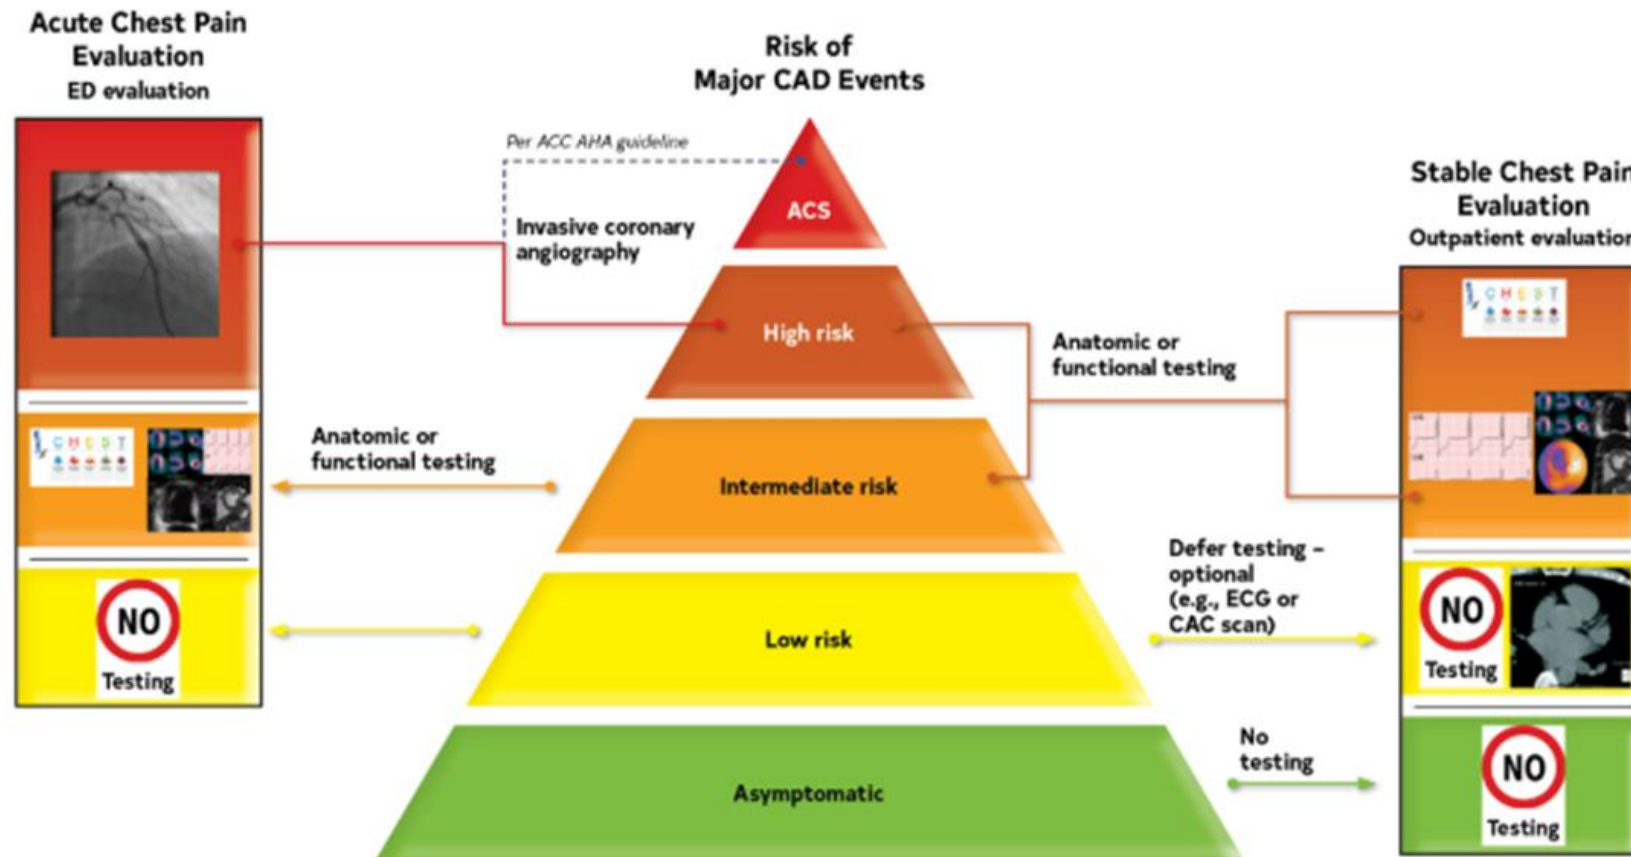 Acute Chest Pain
Evaluation
ED evaluation
Risk of
Major CAD Events
Per ACC AHA guideline
Invasive coronary
angiography
ACS
High risk
Intermediate risk
Low risk
Asymptomatic
Anatomic or
functional testing
CHEST
NO
Testing
Stable Chest Pain
Evaluation
Outpatient evaluation
Anatomic or
functional testing
CHEST
Defer testing –
optional
(e.g., ECG or
CAC scan)
NO
Testing
No
testing
NO
Testing